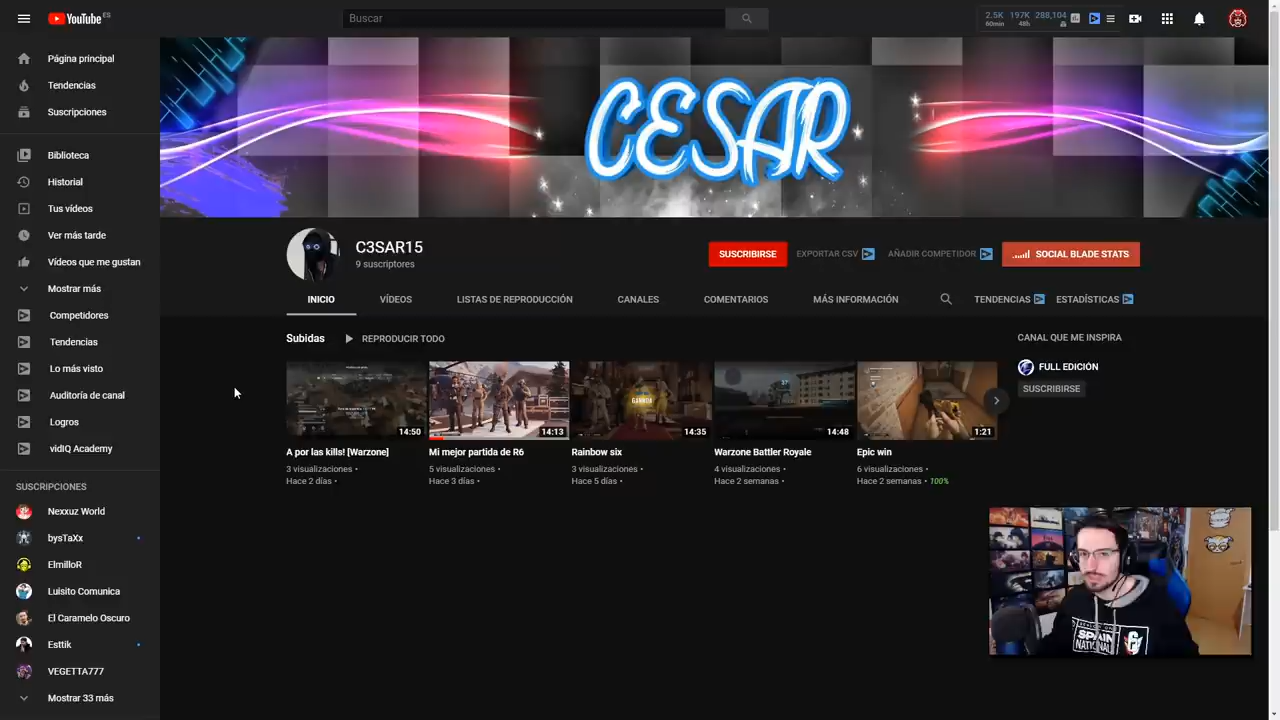 YouTube ES
Buscar
2.5K 197K 288,104
60min 48h
Página principal
Tendencias
Suscripciones
Biblioteca
Historial
Tus vídeos
Ver más tarde
Vídeos que me gustan
Mostrar más
Competidores
Tendencias
Lo más visto
Auditoría de canal
Logros
vidIQ Academy
SUSCRIPCIONES
Nexxuz World
bysTaXx
ElmilloR
Luisito Comunica
El Caramelo Oscuro
Esttik
VEGETTA777
Mostrar 33 más
CESAR
C3SAR15
9 suscriptores
SUSCRIBIRSE
EXPORTAR CSV
AÑADIR COMPETIDOR
SOCIAL BLADE STATS
INICIO
VÍDEOS
LISTAS DE REPRODUCCIÓN
CANALES
COMENTARIOS
MÁS INFORMACIÓN
TENDENCIAS
ESTADÍSTICAS
Subidas
REPRODUCIR TODO
14:50
A por las kills! [Warzone]
3 visualizaciones •
Hace 2 días •
14:13
Mi mejor partida de R6
5 visualizaciones •
Hace 3 días •
14:35
Rainbow six
3 visualizaciones •
Hace 5 días •
14:48
Warzone Battler Royale
4 visualizaciones •
Hace 2 semanas •
1:21
Epic win
6 visualizaciones •
Hace 2 semanas • 100%
CANAL QUE ME INSPIRA
FULL EDICIÓN
SUSCRIBIRSE
SPAIN
NATIONALS